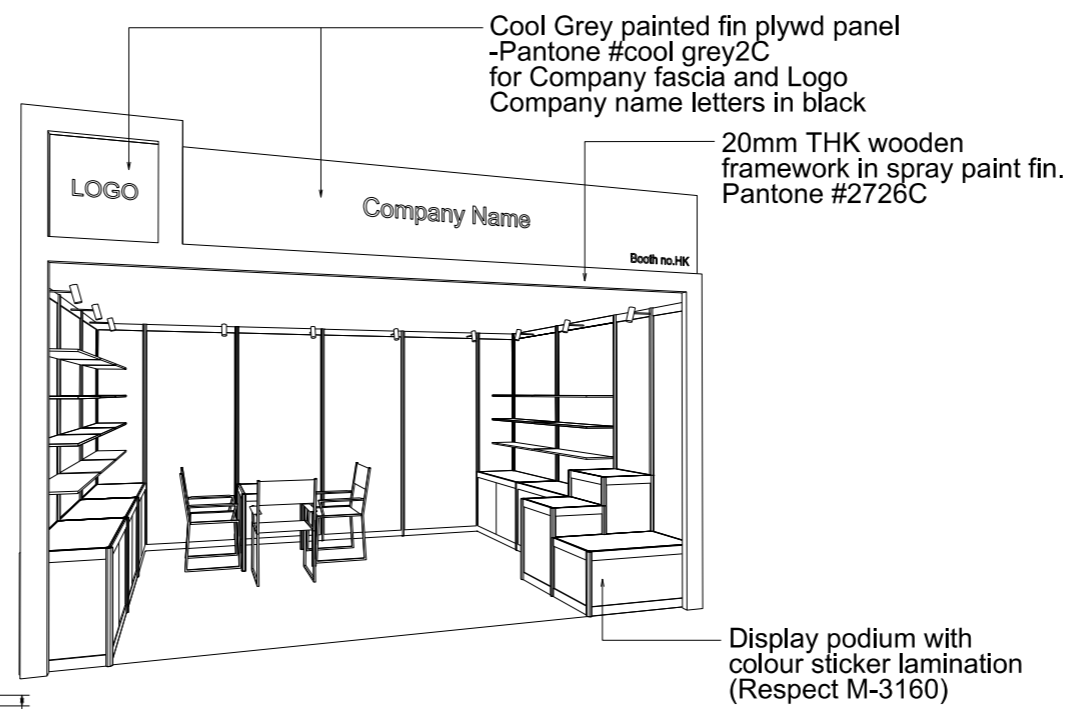 Cool Grey painted fin plywd panel
-Pantone #cool grey2C
for Company fascia and Logo
Company name letters in black
20mm THK wooden
framework in spray paint fin.
Pantone #2726C
LOGO
Company Name
Booth no.HK
Display podium with
colour sticker lamination
(Respect M-3160)